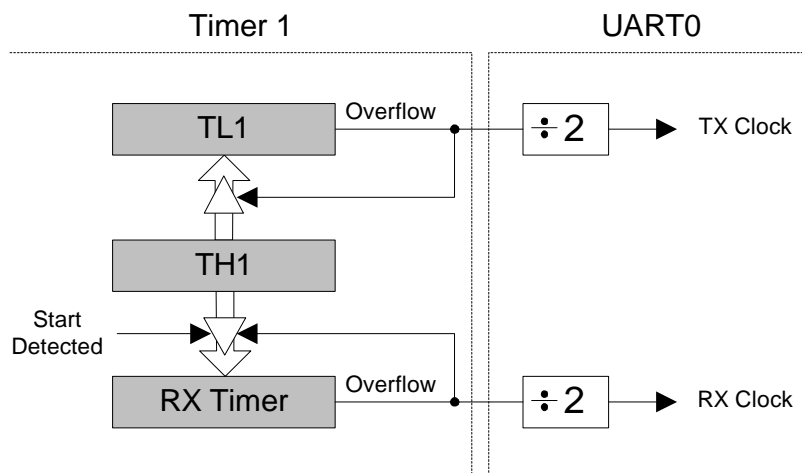 Timer 1
UART0
TL1
Overflow
÷2
TX Clock
TH1
Start
Detected
RX Timer
Overflow
÷2
RX Clock